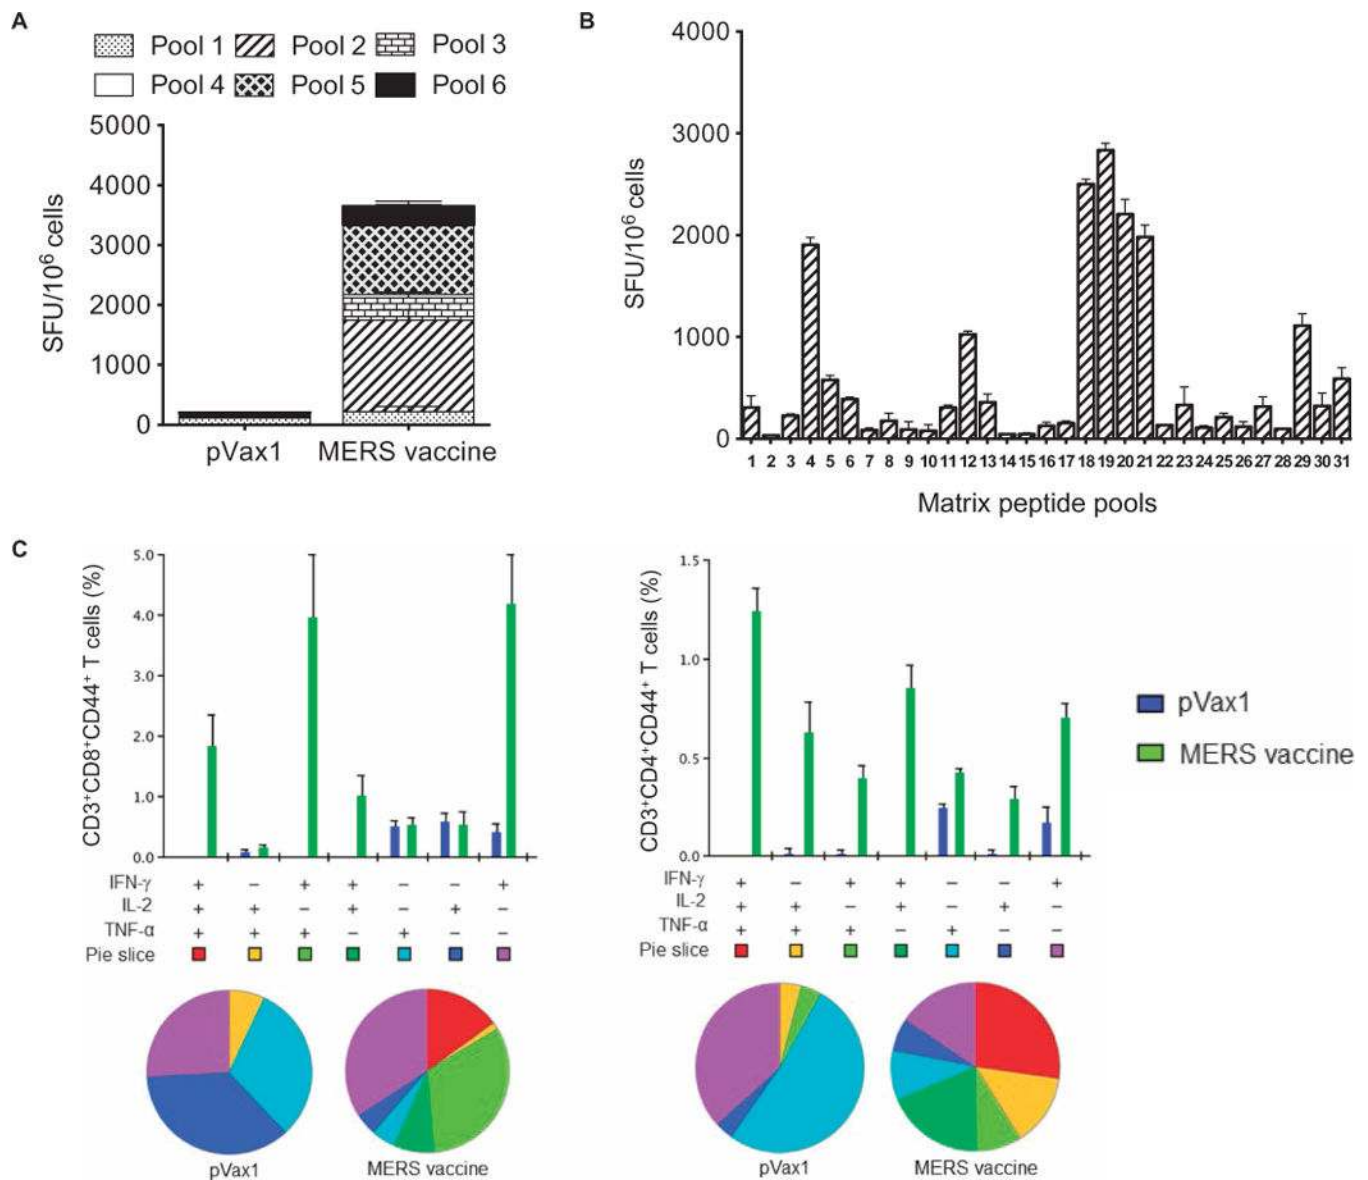 A
Pool 1 Pool 2 Pool 3
Pool 4 Pool 5 Pool 6
5000
4000
3000
2000
1000
0
SFU/10⁶ cells
pVax1 MERS vaccine
B
4000
3000
2000
1000
0
SFU/10⁶ cells
1 2 3 4 5 6 7 8 9 10 11 12 13 14 15 16 17 18 19 20 21 22 23 24 25 26 27 28 29 30 31
Matrix peptide pools
C
CD3⁺CD8⁺CD44⁺ T cells (%)
5.0
4.0
3.0
2.0
1.0
0.0
IFN-γ + − + + − − +
IL-2 + + − + − + −
TNF-α + + + − + − −
Pie slice
pVax1 MERS vaccine
CD3⁺CD4⁺CD44⁺ T cells (%)
1.5
1.0
0.5
0.0
IFN-γ + − + + − − +
IL-2 + + − + − + −
TNF-α + + + − + − −
Pie slice
pVax1 MERS vaccine
pVax1
MERS vaccine